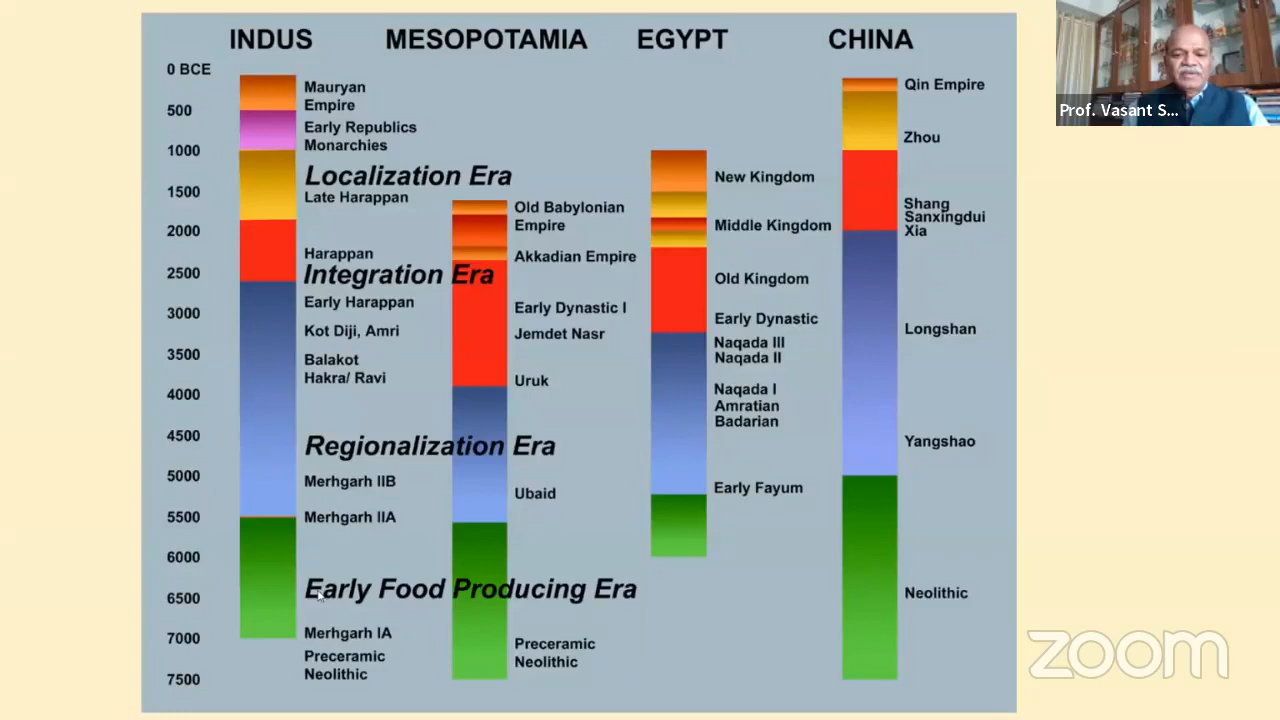 INDUS MESOPOTAMIA EGYPT CHINA
0 BCE
500
1000
1500
2000
2500
3000
3500
4000
4500
5000
5500
6000
6500
7000
7500
Mauryan
Empire
Early Republics
Monarchies
Localization Era
Late Harappan
Harappan
Integration Era
Early Harappan
Kot Diji, Amri
Balakot
Hakra/ Ravi
Regionalization Era
Merhgarh IIB
Merhgarh IIA
Early Food Producing Era
Merhgarh IA
Preceramic
Neolithic
Old Babylonian
Empire
Akkadian Empire
Early Dynastic I
Jemdet Nasr
Uruk
Ubaid
Preceramic
Neolithic
New Kingdom
Middle Kingdom
Old Kingdom
Early Dynastic
Naqada III
Naqada II
Naqada I
Amratian
Badarian
Early Fayum
Qin Empire
Zhou
Shang
Sanxingdui
Xia
Longshan
Yangshao
Neolithic
Prof. Vasant S...
zoom